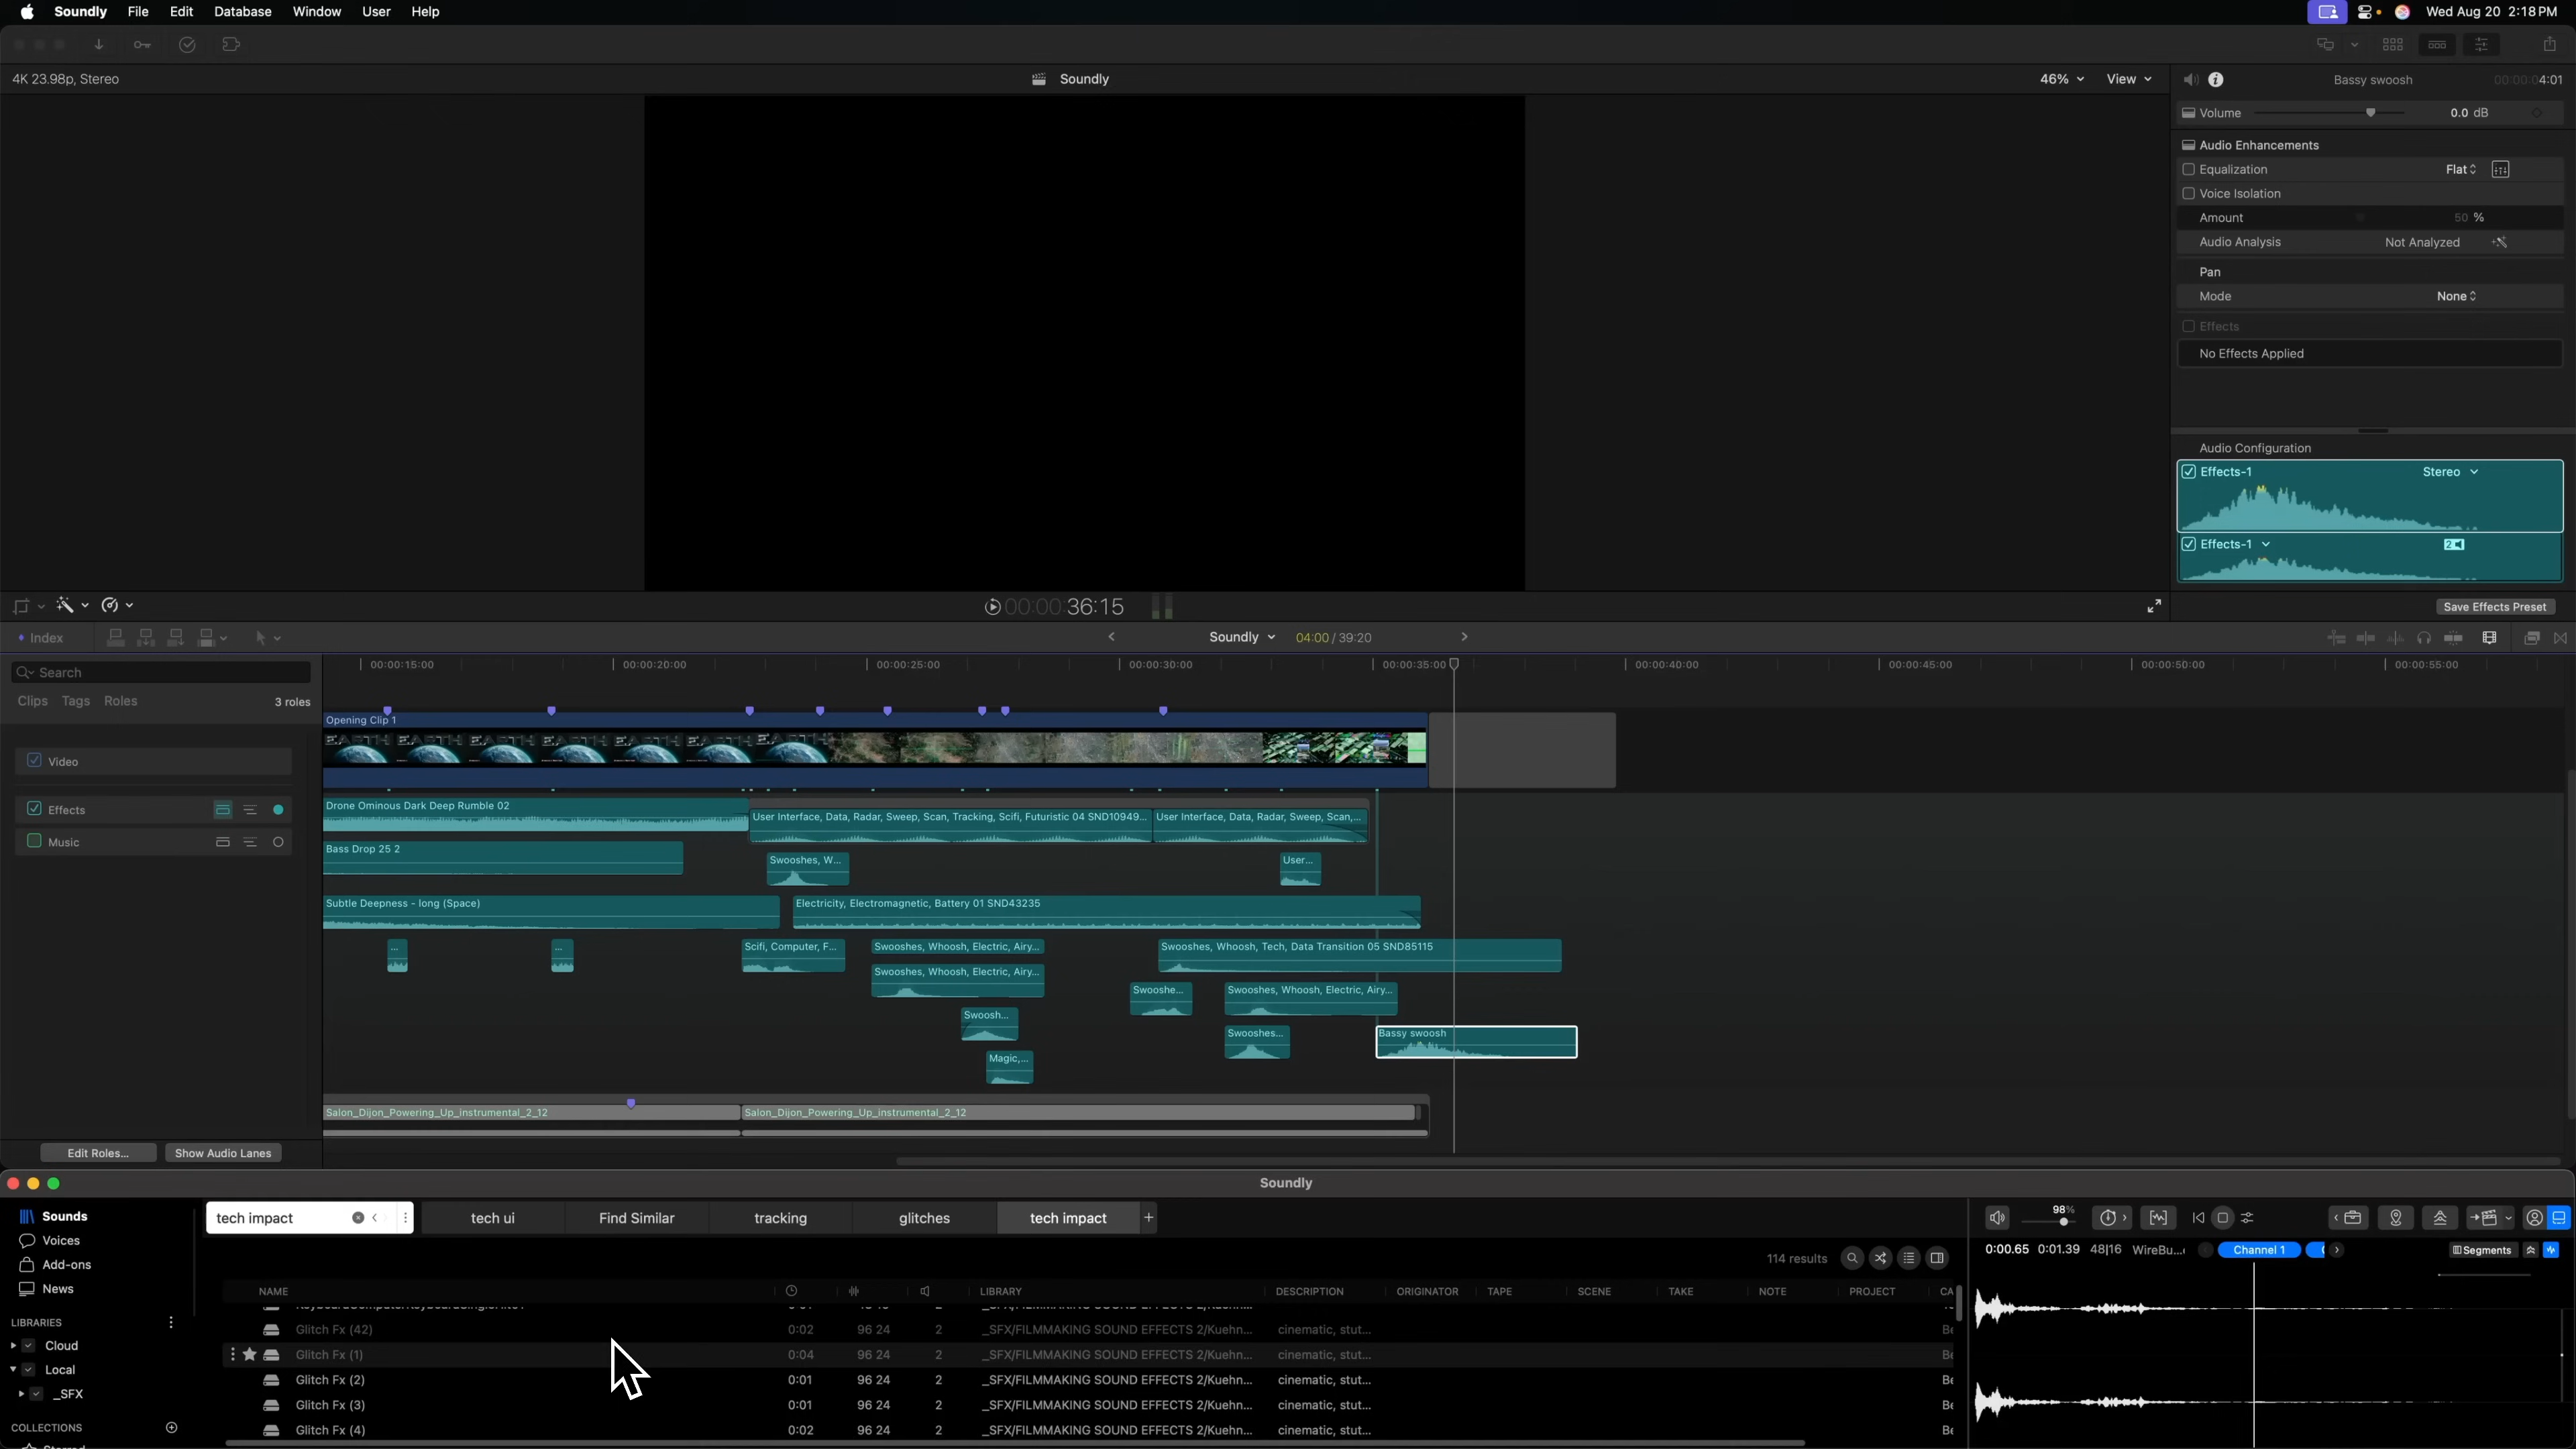 Soundly File Edit Database Window User Help
Wed Aug 20 2:18 PM
4K 23.98p, Stereo
Soundly
46%
View
Bassy swoosh
00:00:04:01
Volume
0.0 dB
Audio Enhancements
Equalization
Flat
Voice Isolation
Amount
50 %
Audio Analysis
Not Analyzed
Pan
Mode
None
Effects
No Effects Applied
Audio Configuration
Effects-1
Stereo
Effects-1
2
00:00:36:15
Save Effects Preset
Index
Soundly
04:00 / 39:20
Search
00:00:15:00
00:00:20:00
00:00:25:00
00:00:30:00
00:00:35:00
00:00:40:00
00:00:45:00
00:00:50:00
00:00:55:00
Clips Tags Roles
3 roles
Opening Clip 1
Video
Effects
Music
Drone Ominous Dark Deep Rumble 02
User Interface, Data, Radar, Sweep, Scan, Tracking, Scifi, Futuristic 04 SND10949...
User Interface, Data, Radar, Sweep, Scan,...
Bass Drop 25 2
Swooshes, W...
User...
Subtle Deepness - long (Space)
Electricity, Electromagnetic, Battery 01 SND43235
...
...
Scifi, Computer, F...
Swooshes, Whoosh, Electric, Airy...
Swooshes, Whoosh, Tech, Data Transition 05 SND85115
Swooshes, Whoosh, Electric, Airy...
Swooshe...
Swooshes, Whoosh, Electric, Airy...
Swoosh...
Swooshes...
Bassy swoosh
Magic,...
Salon_Dijon_Powering_Up_instrumental_2_12
Salon_Dijon_Powering_Up_instrumental_2_12
Edit Roles...
Show Audio Lanes
Soundly
Sounds
Voices
Add-ons
News
LIBRARIES
Cloud
Local
_SFX
COLLECTIONS
tech impact
tech ui
Find Similar
tracking
glitches
tech impact
+
98%
114 results
0:00.65 0:01.39 48|16 WireBu...
Channel 1
Segments
NAME LIBRARY DESCRIPTION ORIGINATOR TAPE SCENE TAKE NOTE PROJECT CA
Glitch Fx (42) 0:02 96 24 2 _SFX/FILMMAKING SOUND EFFECTS 2/Kuehn... cinematic, stut... Be
Glitch Fx (1) 0:04 96 24 2 _SFX/FILMMAKING SOUND EFFECTS 2/Kuehn... cinematic, stut... Be
Glitch Fx (2) 0:01 96 24 2 _SFX/FILMMAKING SOUND EFFECTS 2/Kuehn... cinematic, stut... Be
Glitch Fx (3) 0:01 96 24 2 _SFX/FILMMAKING SOUND EFFECTS 2/Kuehn... cinematic, stut... Be
Glitch Fx (4) 0:02 96 24 2 _SFX/FILMMAKING SOUND EFFECTS 2/Kuehn... cinematic, stut... Be